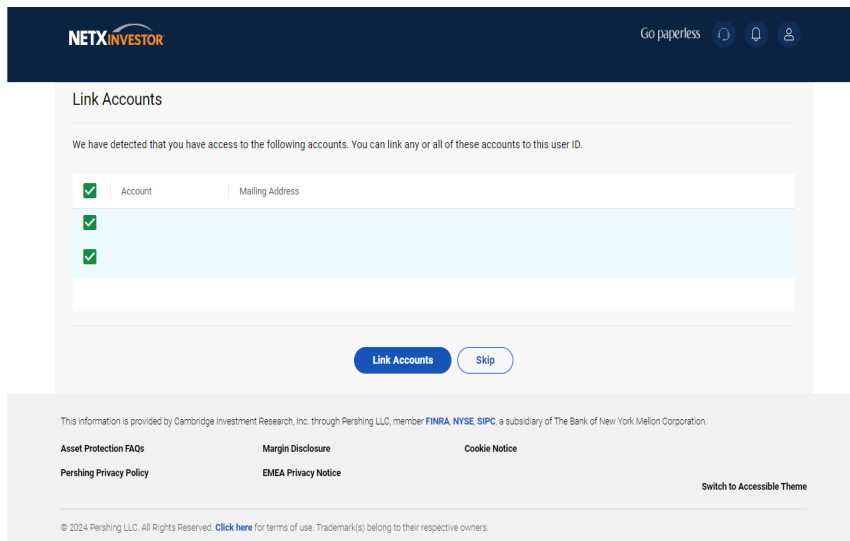 NETXINVESTOR
Go paperless
Link Accounts
We have detected that you have access to the following accounts. You can link any or all of these accounts to this user ID.
Account Mailing Address
Link Accounts Skip
This information is provided by Cambridge Investment Research, Inc. through Pershing LLC, member FINRA, NYSE, SIPC, a subsidiary of The Bank of New York Mellon Corporation.
Asset Protection FAQs Margin Disclosure Cookie Notice
Pershing Privacy Policy EMEA Privacy Notice
Switch to Accessible Theme
© 2024 Pershing LLC. All Rights Reserved. Click here for terms of use. Trademark(s) belong to their respective owners.